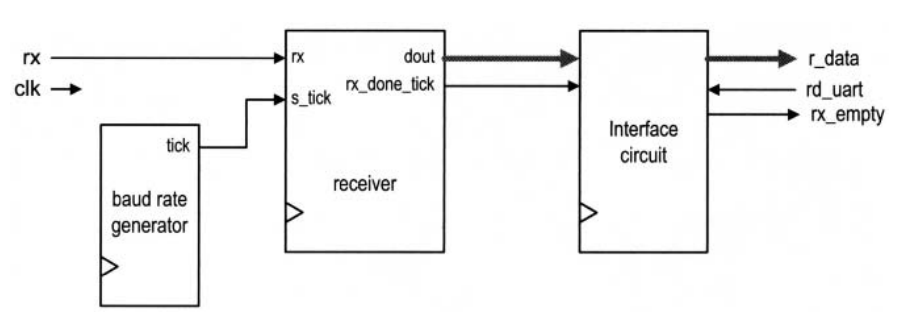 rx
clk
tick
baud rate
generator
rx
s_tick
dout
rx_done_tick
receiver
Interface
circuit
r_data
rd_uart
rx_empty